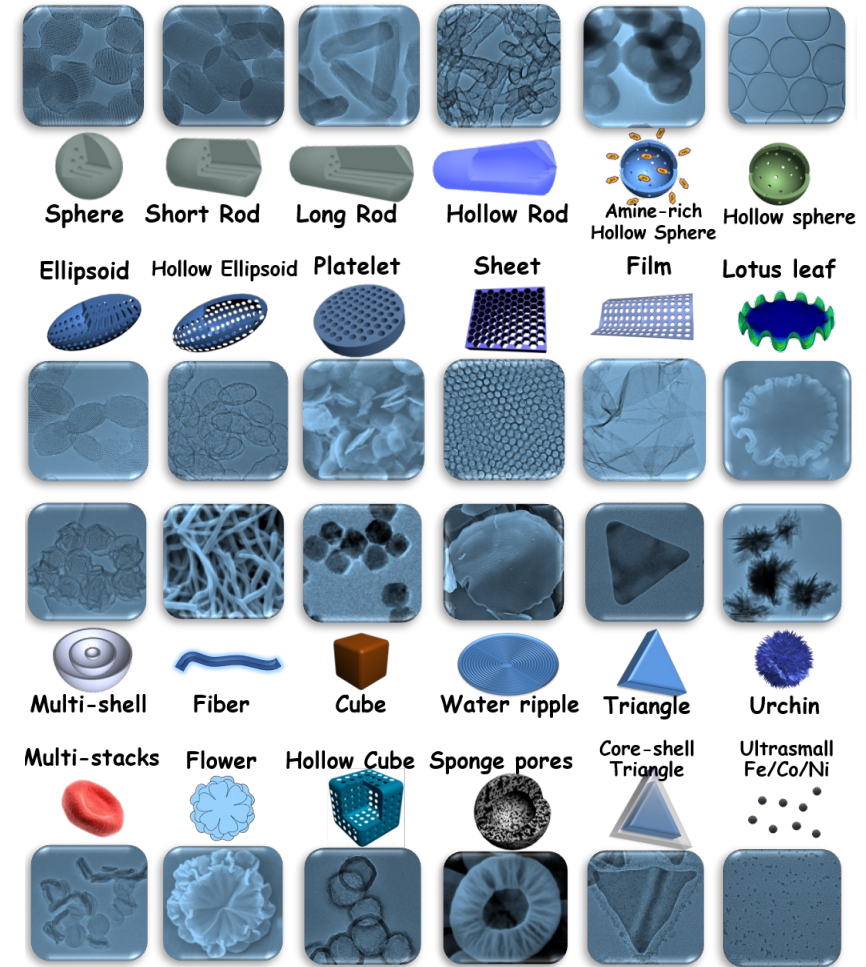 Sphere
Short Rod
Long Rod
Hollow Rod
Amine-rich
Hollow Sphere
Hollow sphere
Ellipsoid
Hollow Ellipsoid
Platelet
Sheet
Film
Lotus leaf
Multi-shell
Fiber
Cube
Water ripple
Triangle
Urchin
Multi-stacks
Flower
Hollow Cube
Sponge pores
Core-shell
Triangle
Ultrasmall
Fe/Co/Ni